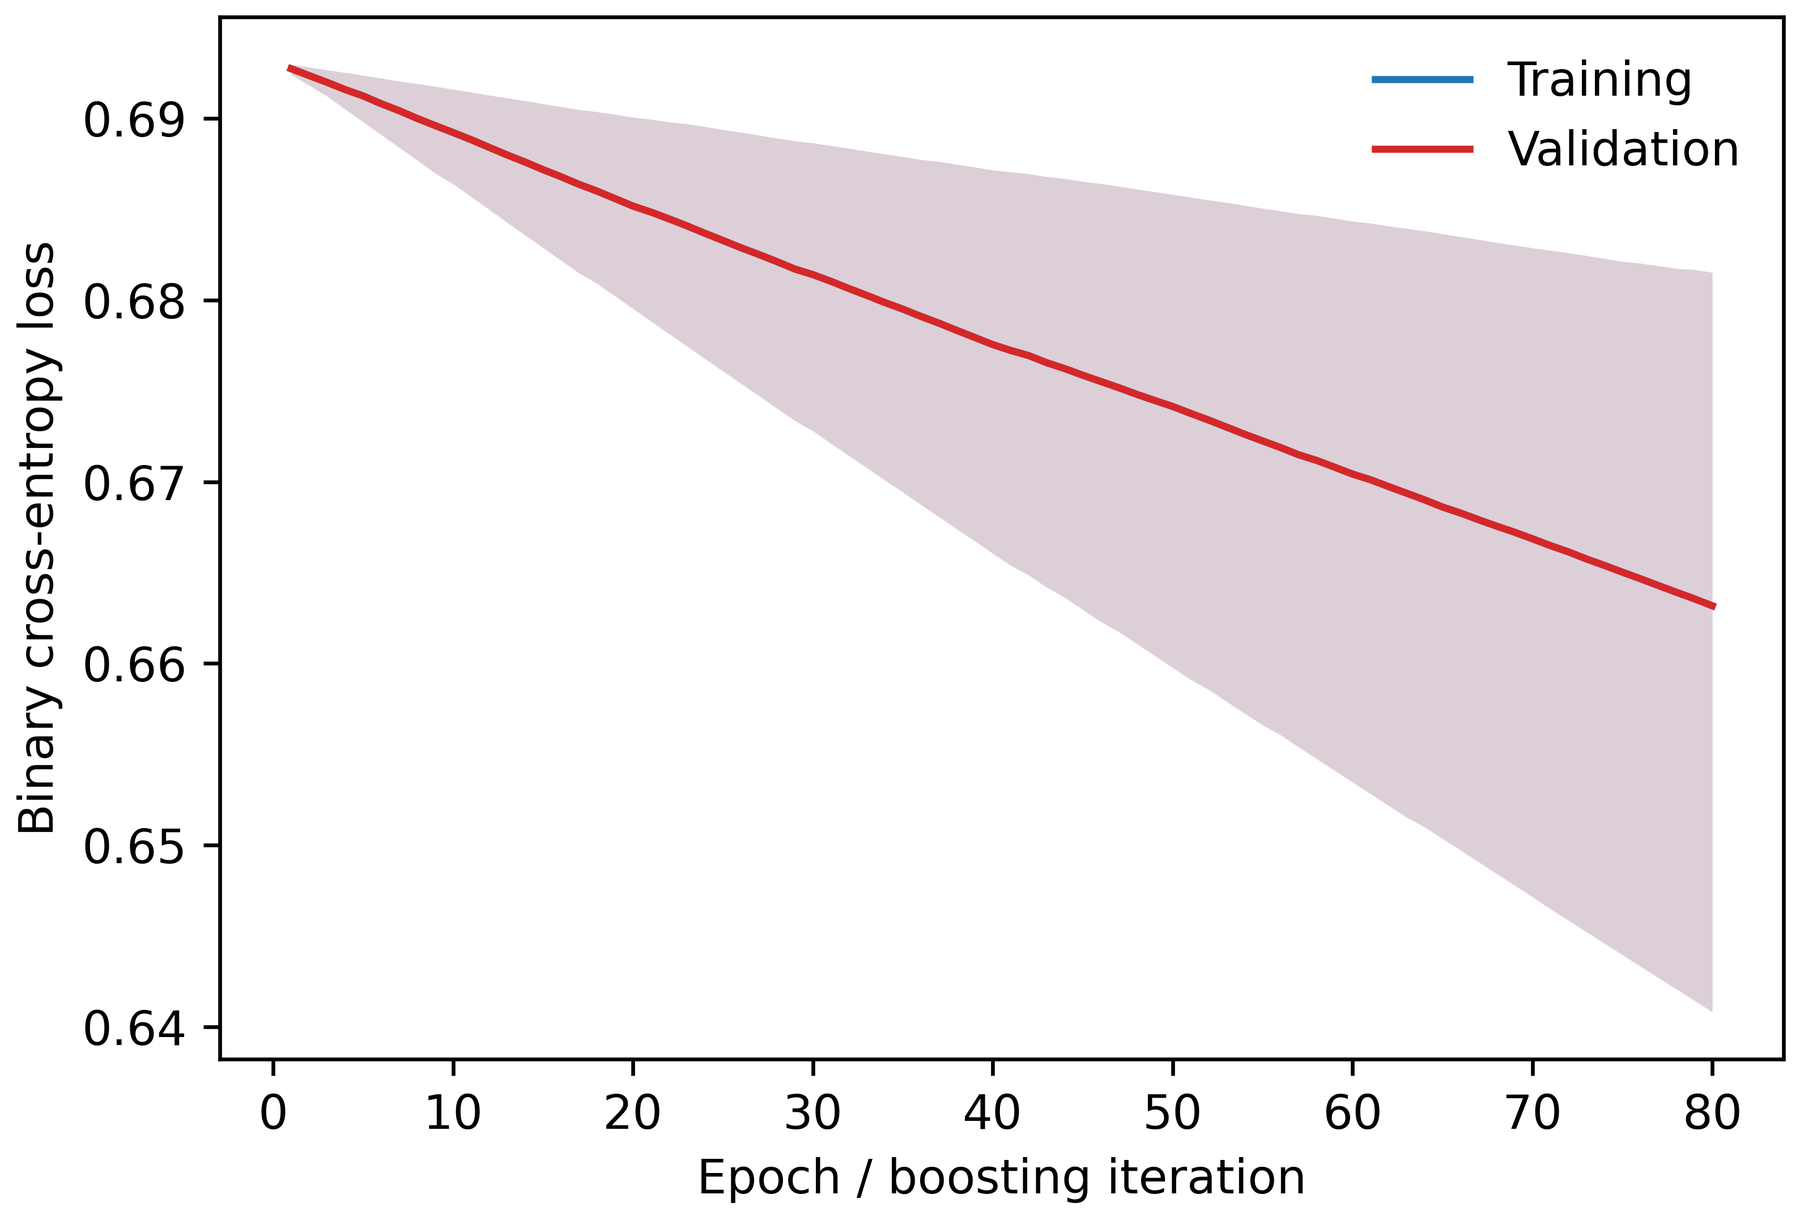 Training
Validation
Binary cross-entropy loss
0.69
0.68
0.67
0.66
0.65
0.64
0 10 20 30 40 50 60 70 80
Epoch / boosting iteration